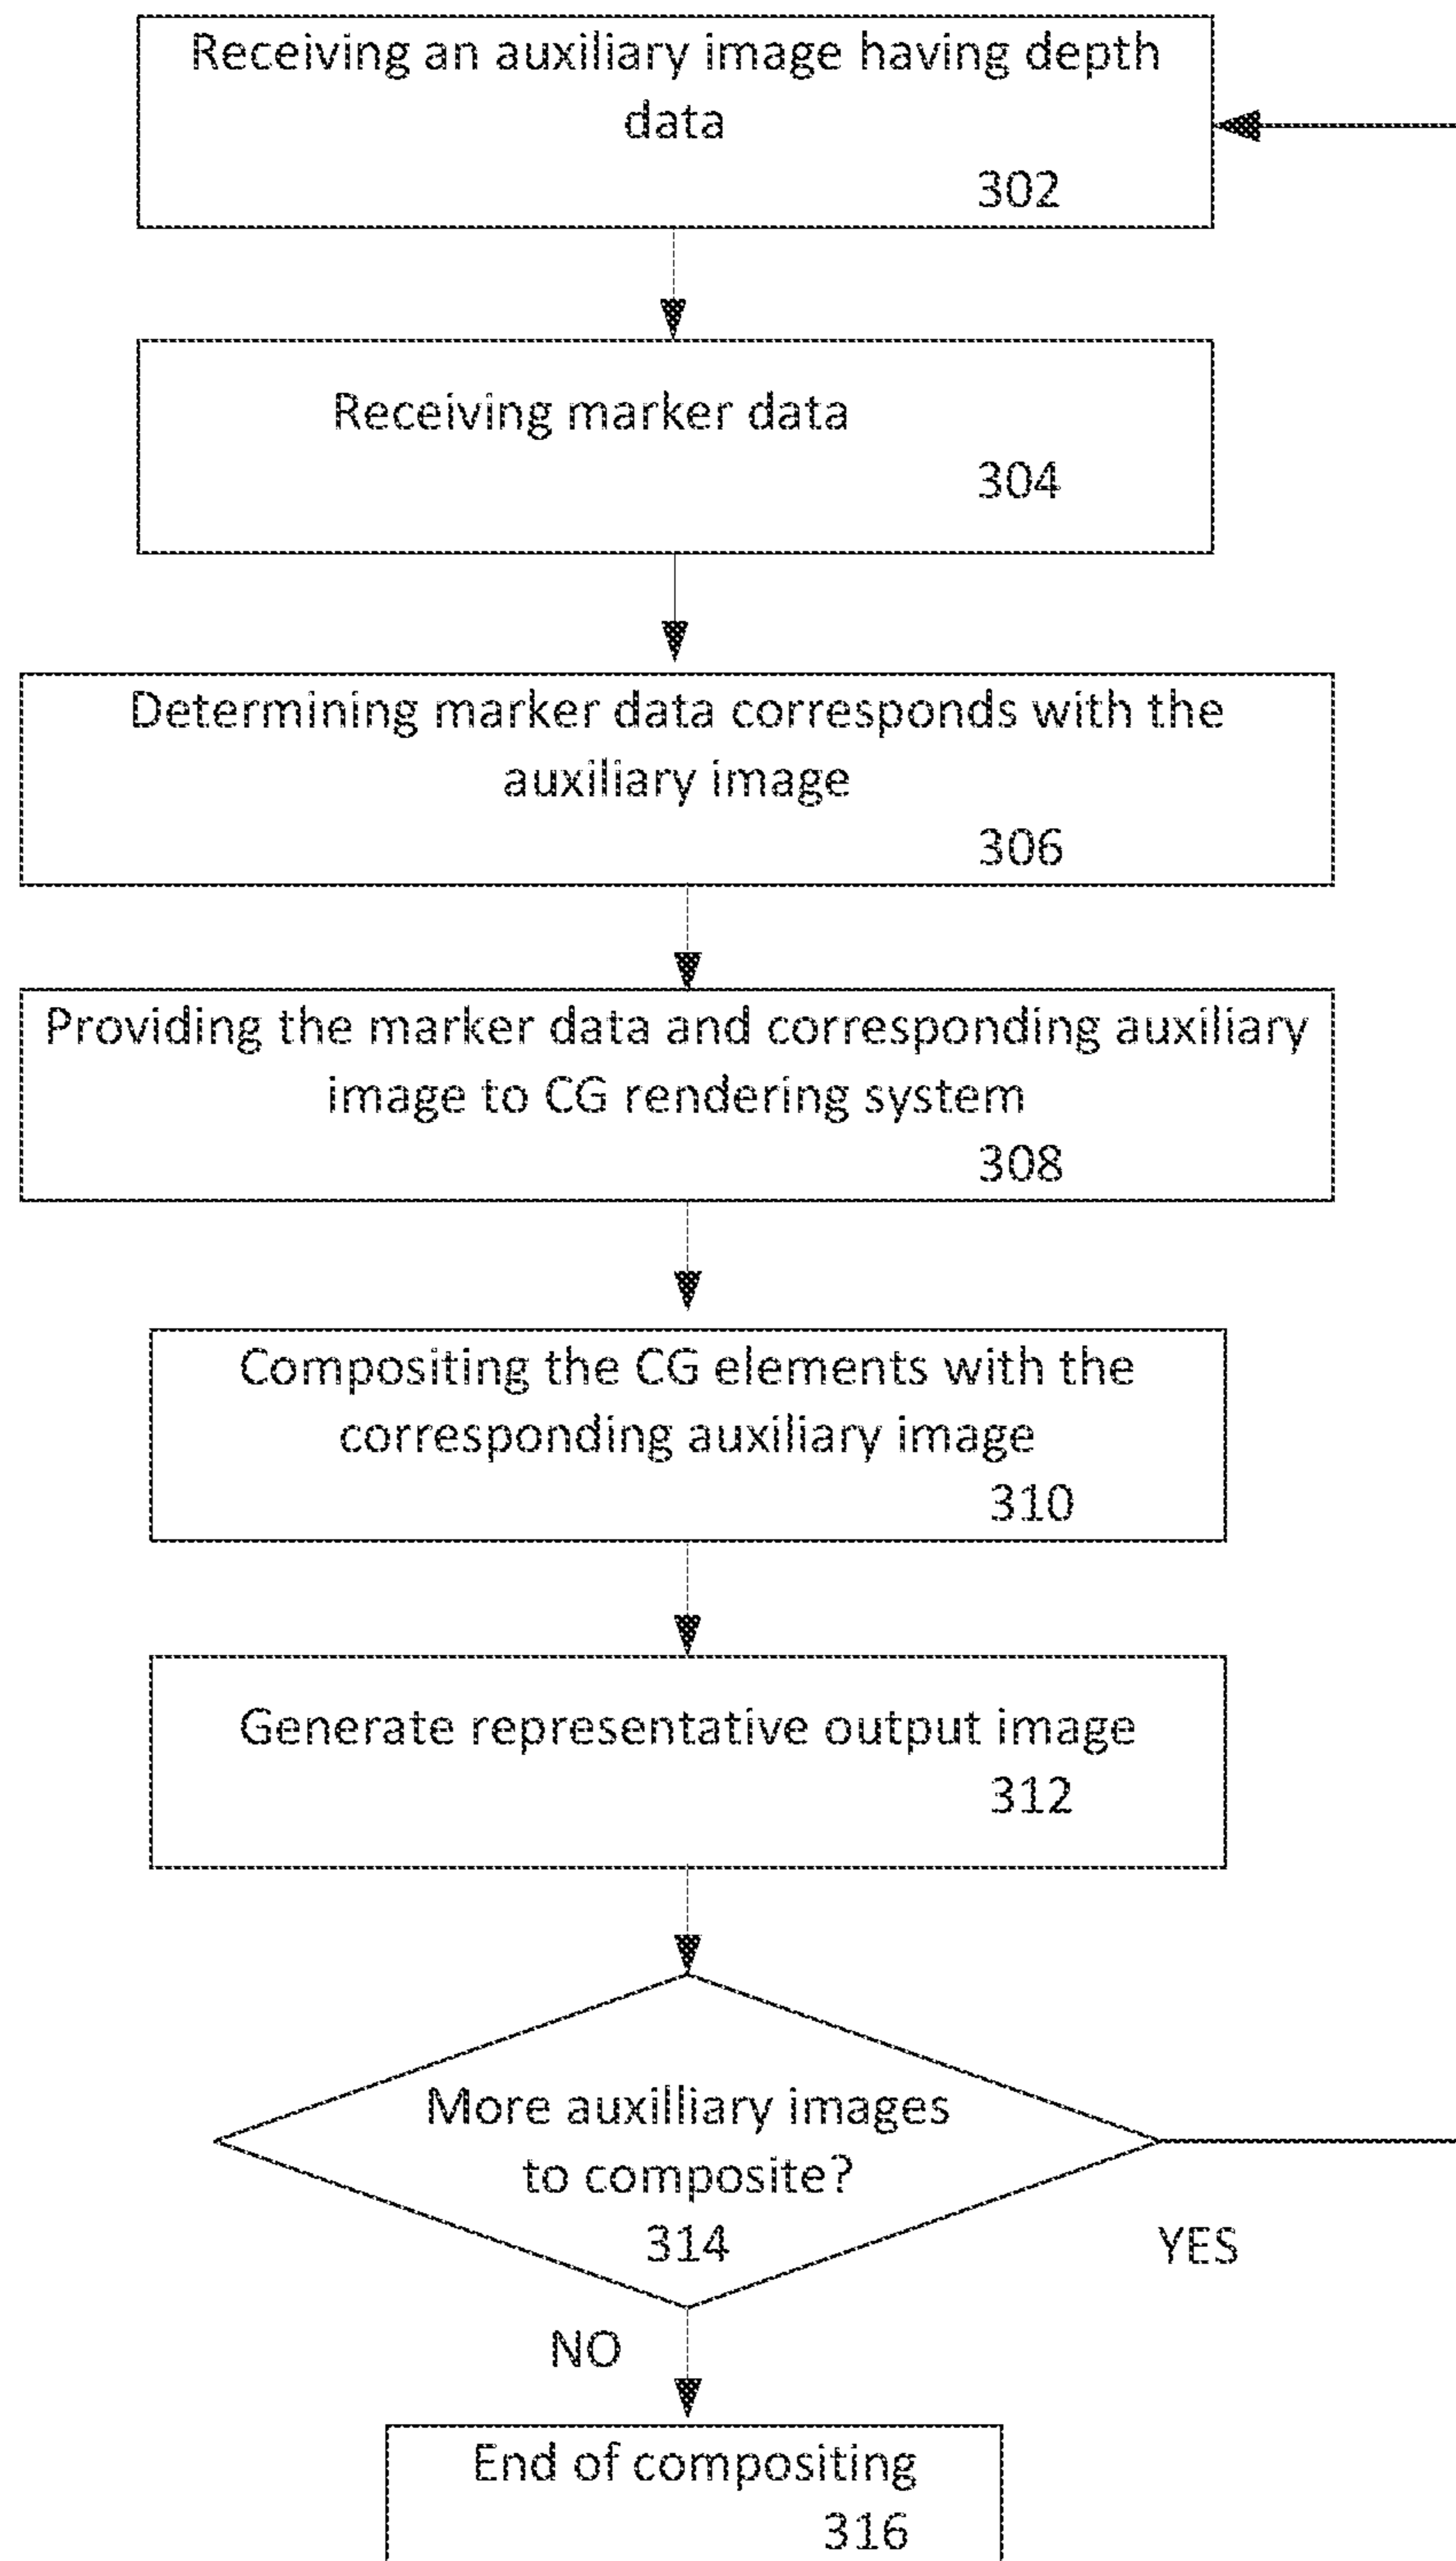 Receiving an auxiliary image having depth
data
302
Receiving marker data
304
Determining marker data corresponds with the
auxiliary image
306
Providing the marker data and corresponding auxiliary
image to CG rendering system
308
Compositing the CG elements with the
corresponding auxiliary image
310
Generate representative output image
312
More auxilliary images
to composite?
314
YES
NO
End of compositing
316